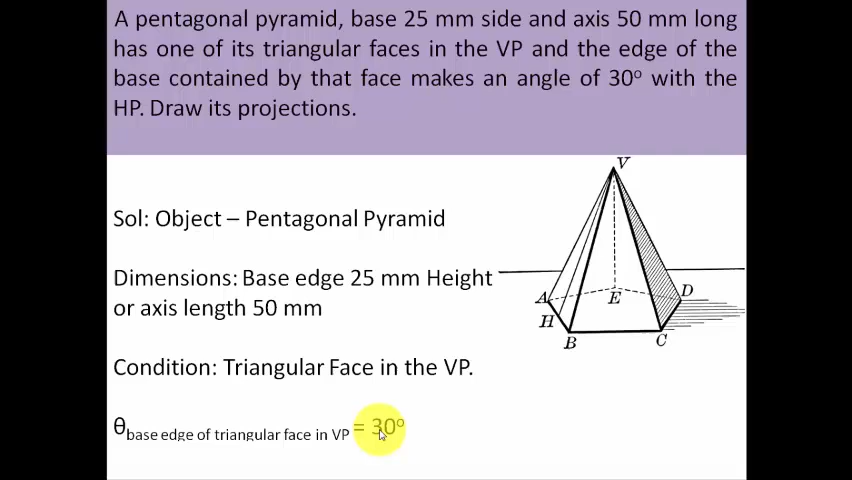 A pentagonal pyramid, base 25 mm side and axis 50 mm long
has one of its triangular faces in the VP and the edge of the
base contained by that face makes an angle of 30º with the
HP. Draw its projections.
V
Sol: Object – Pentagonal Pyramid
Dimensions: Base edge 25 mm Height
or axis length 50 mm
A
E
D
H
B
C
Condition: Triangular Face in the VP.
θbase edge of triangular face in VP = 30º